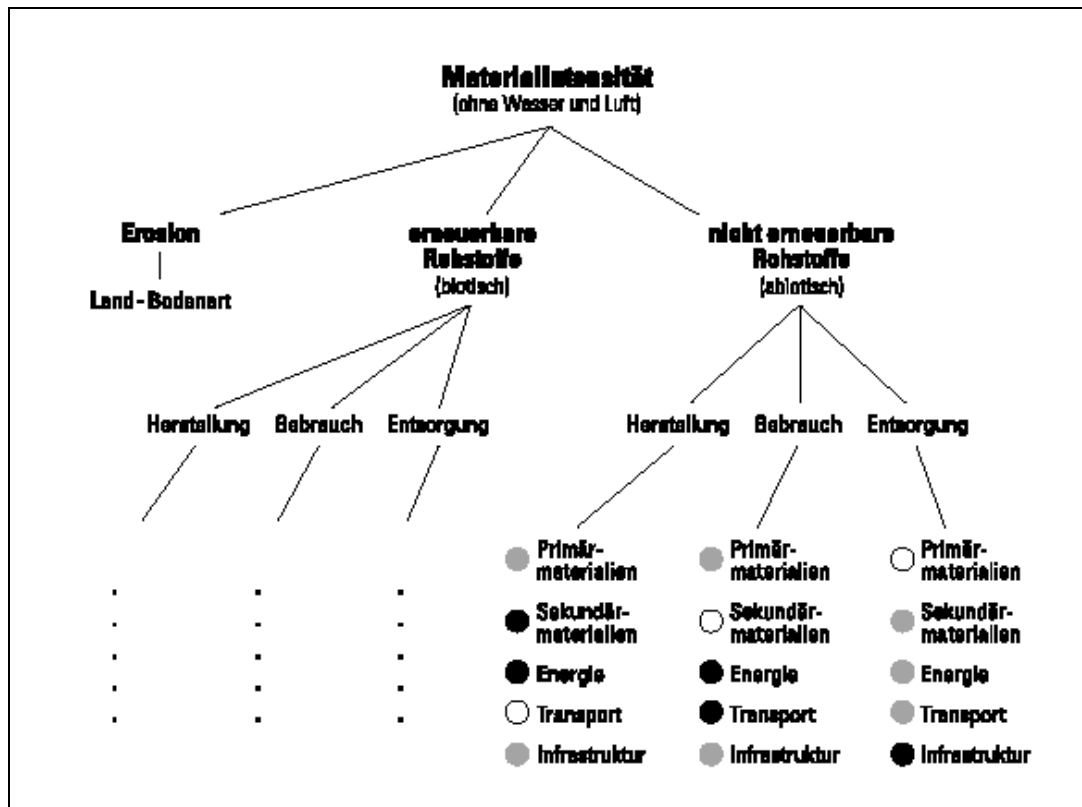 Materialintensität
(ohne Wasser und Luft)
Erosion
Land-Bodenart
erneuerbare
Rohstoffe
(biotisch)
nicht erneuerbare
Rohstoffe
(abiotisch)
Herstellung Gebrauch Entsorgung
Herstellung Gebrauch Entsorgung
Primär-
materialien
Sekundär-
materialien
Energie
Transport
Infrastruktur
Primär-
materialien
Sekundär-
materialien
Energie
Transport
Infrastruktur
Primär-
materialien
Sekundär-
materialien
Energie
Transport
Infrastruktur